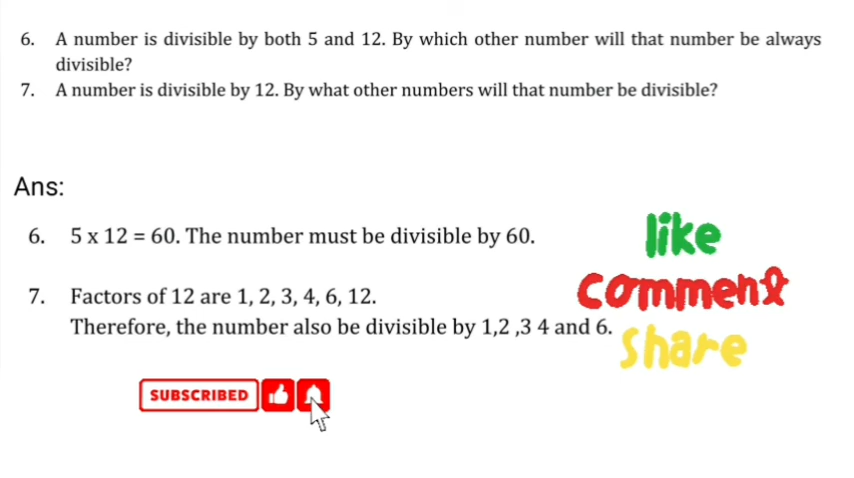 6. A number is divisible by both 5 and 12. By which other number will that number be always
divisible?
7. A number is divisible by 12. By what other numbers will that number be divisible?
Ans:
6. 5 x 12 = 60. The number must be divisible by 60.
7. Factors of 12 are 1, 2, 3, 4, 6, 12.
Therefore, the number also be divisible by 1,2 ,3 4 and 6.
like
comment
share
SUBSCRIBED